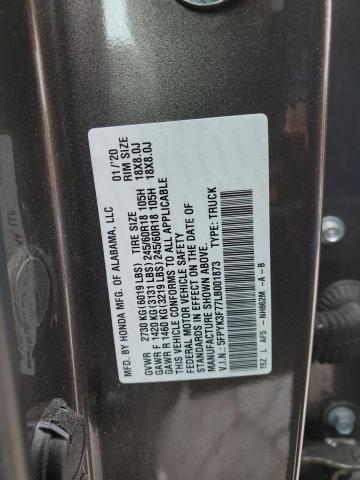 MFD. BY HONDA MFG. OF ALABAMA, LLC 01/'20
TIRE SIZE RIM SIZE
GVWR 2730 KG(6019 LBS)
GAWR F 1420 KG(3131 LBS) 245/60R18 105H 18X8.0J
GAWR R 1460 KG(3219 LBS) 245/60R18 105H 18X8.0J
THIS VEHICLE CONFORMS TO ALL APPLICABLE
FEDERAL MOTOR VEHICLE SAFETY
STANDARDS IN EFFECT ON THE DATE OF
MANUFACTURE SHOWN ABOVE.
V.I.N.: 5FPYK3F77LB001873 TYPE: TRUCK
T6Z L AF5 - NH862M -A -B